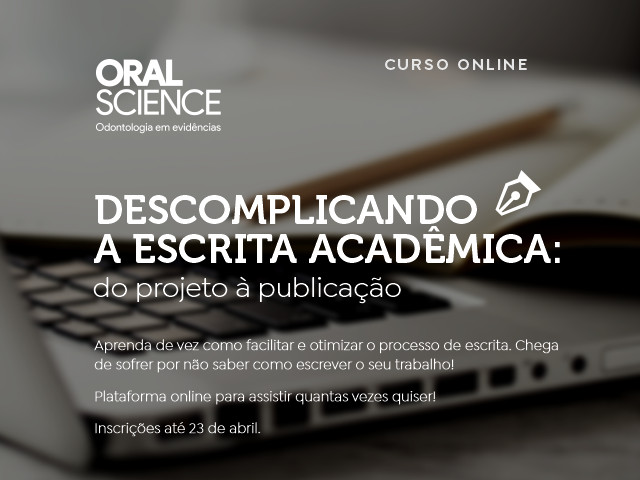 ORAL
SCIENCE
Odontologia em evidências
CURSO ONLINE
DESCOMPLICANDO
A ESCRITA ACADÊMICA:
do projeto à publicação
Aprenda de vez como facilitar e otimizar o processo de escrita. Chega
de sofrer por não saber como escrever o seu trabalho!
Plataforma online para assistir quantas vezes quiser!
Inscrições até 23 de abril.